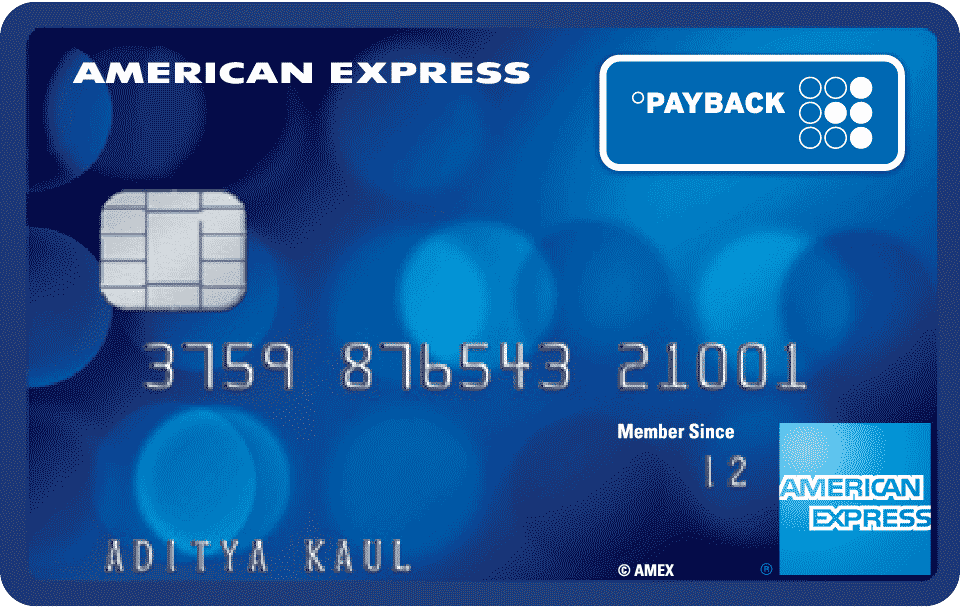 AMERICAN EXPRESS
°PAYBACK
3759 876543 21001
Member Since
12
AMERICAN
EXPRESS
ADITYA KAUL
© AMEX ®